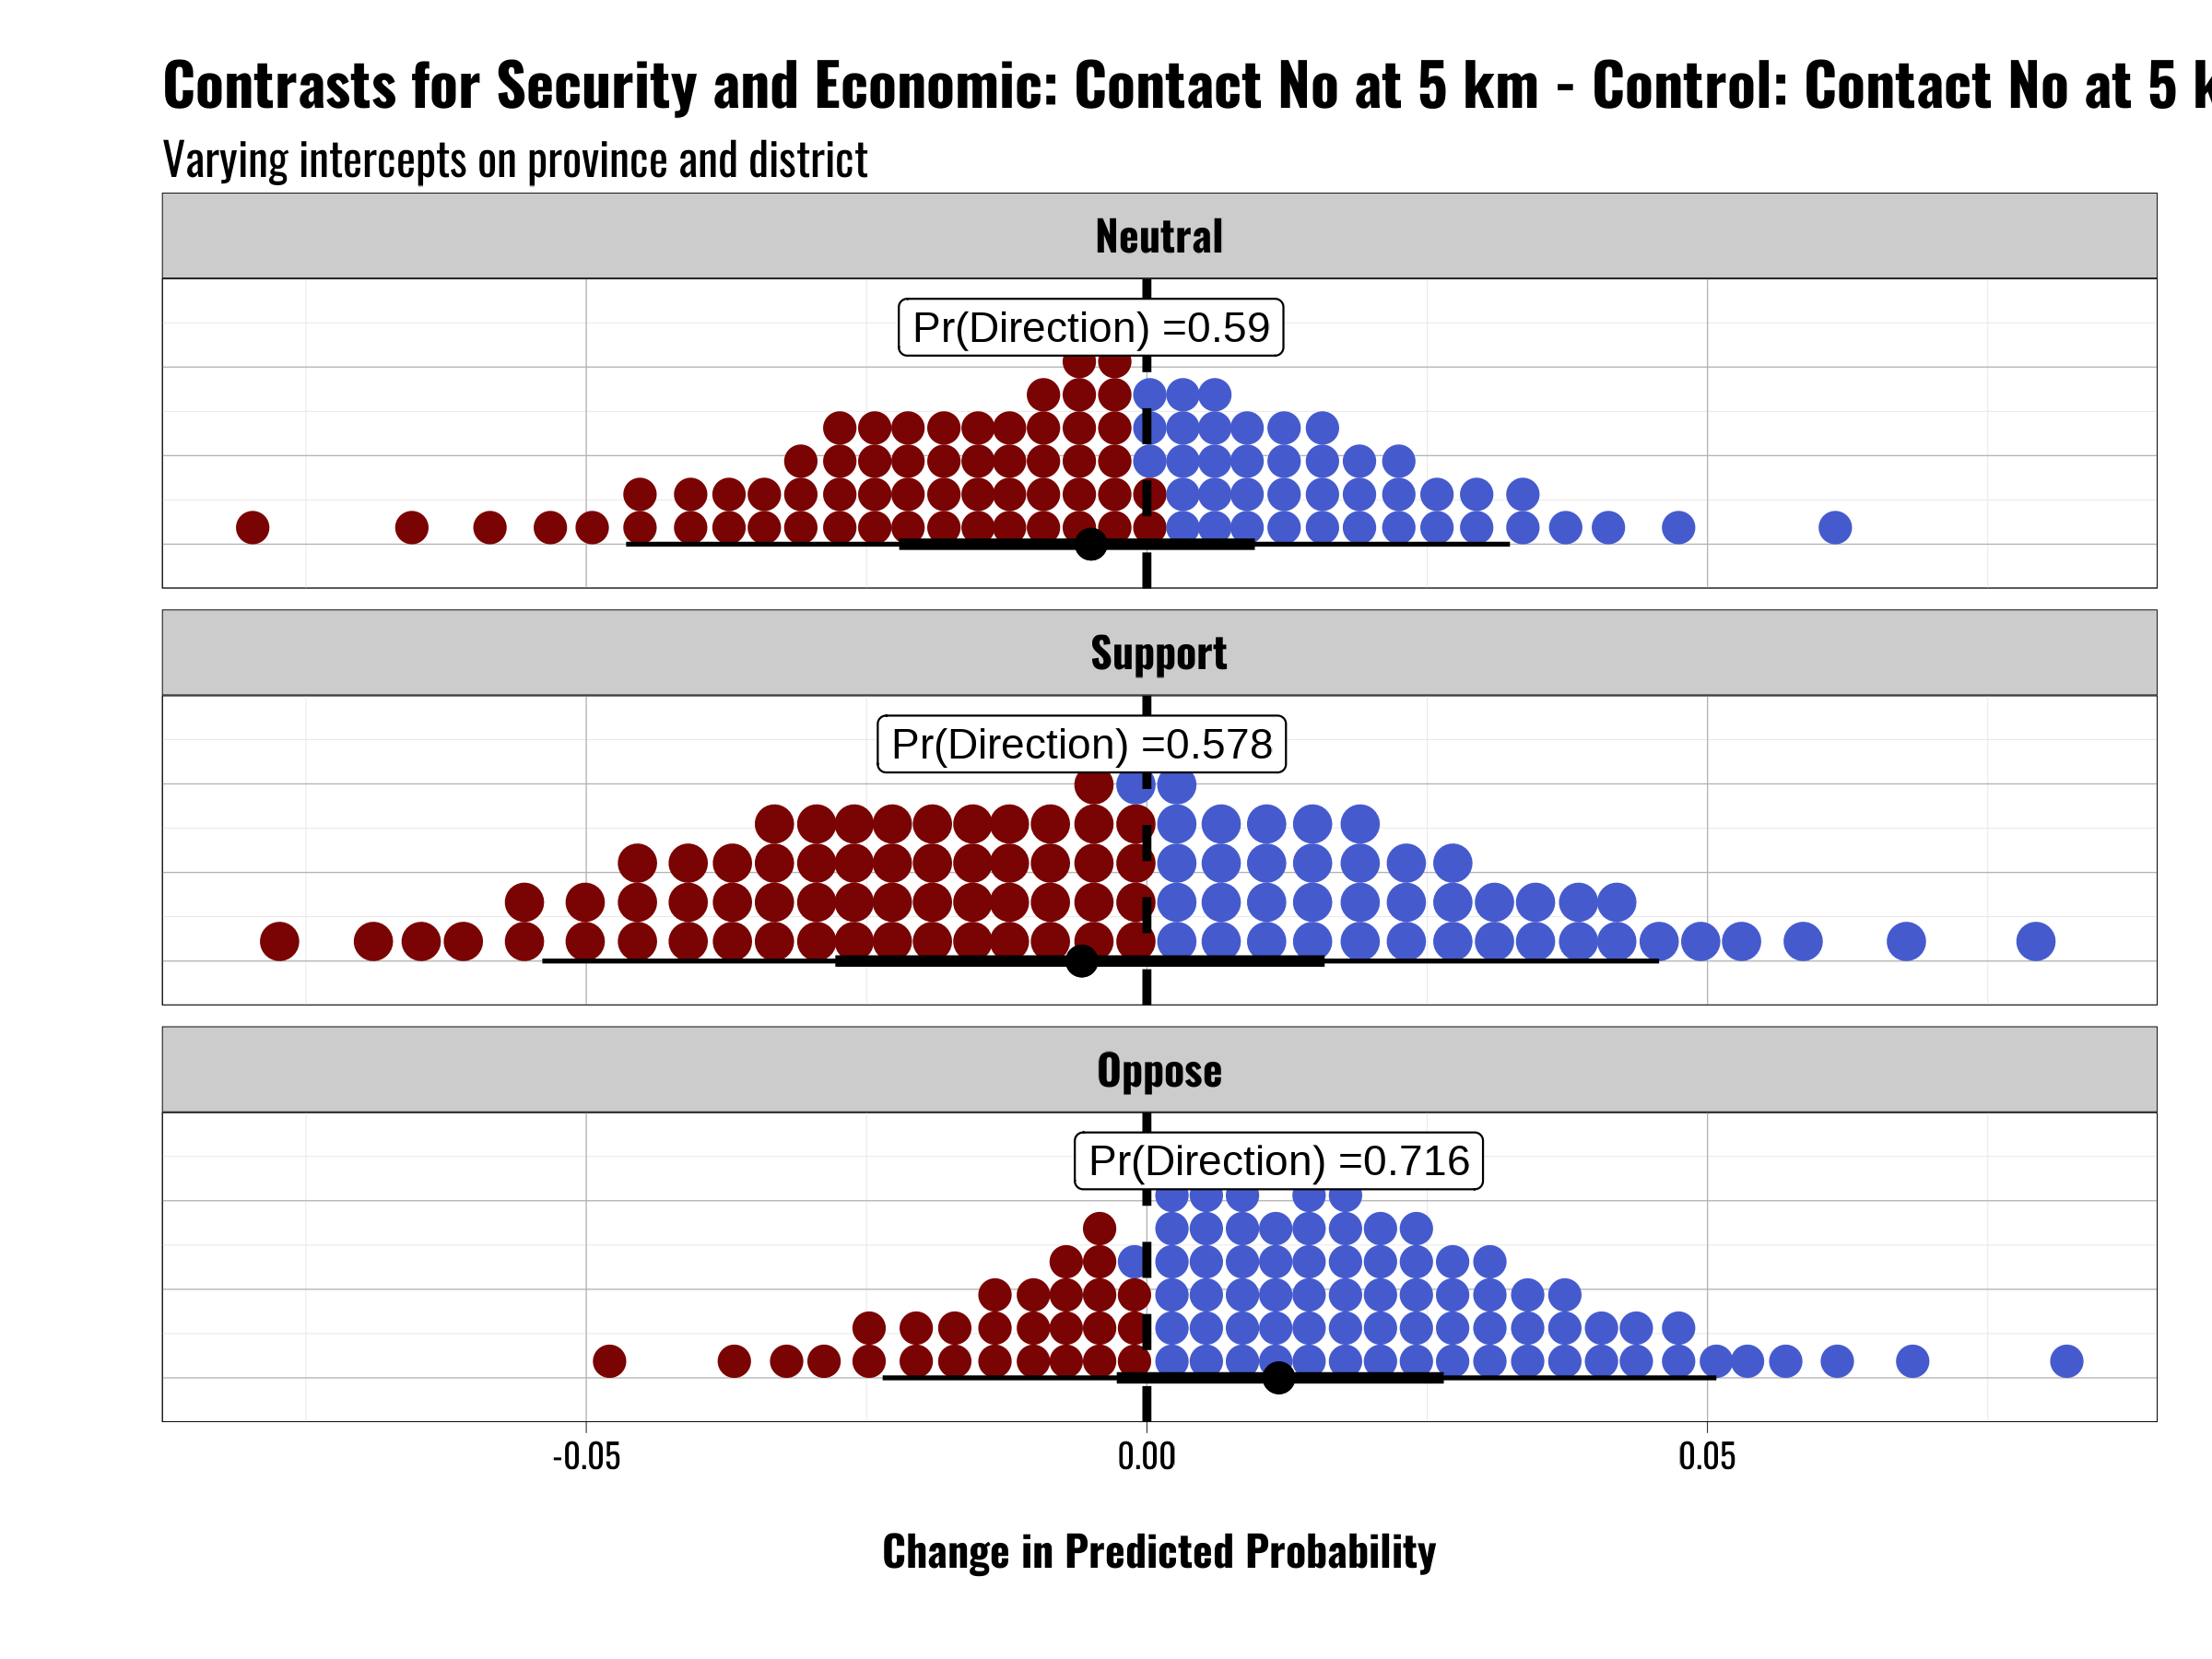 Contrasts for Security and Economic: Contact No at 5 km - Control: Contact No at 5 k
Varying intercepts on province and district
Neutral
Pr(Direction) =0.59
Support
Pr(Direction) =0.578
Oppose
Pr(Direction) =0.716
-0.05 0.00 0.05
Change in Predicted Probability